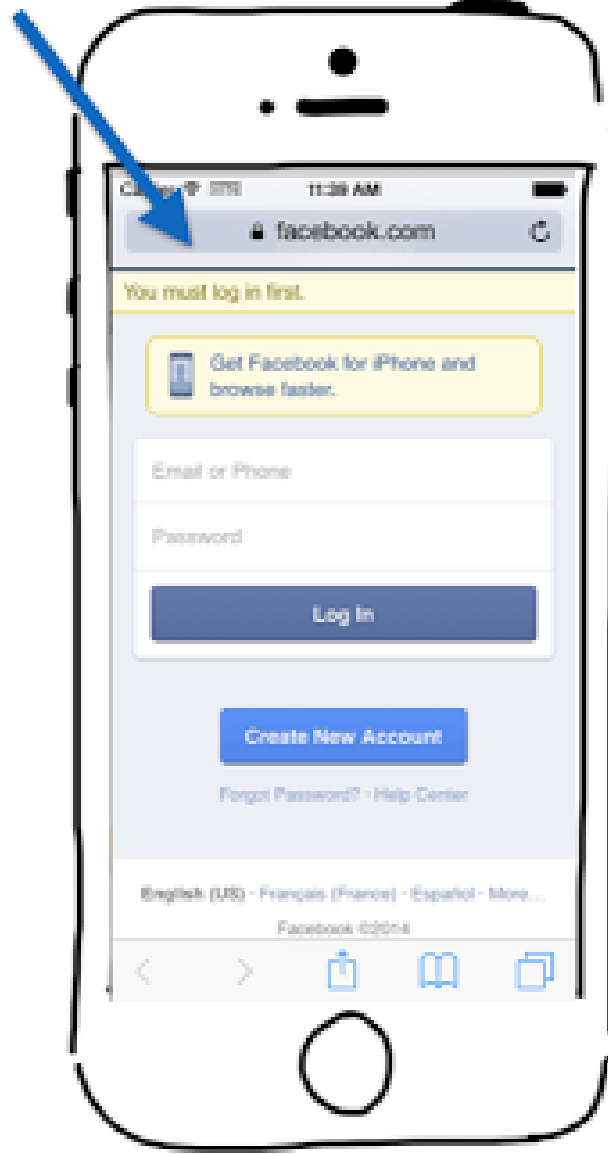 11:39 AM
facebook.com
You must log in first.
Get Facebook for iPhone and
browse faster.
Email or Phone
Password
Log In
Create New Account
Forgot Password? · Help Center
English (US) · Français (France) · Español · More...
Facebook ©2014